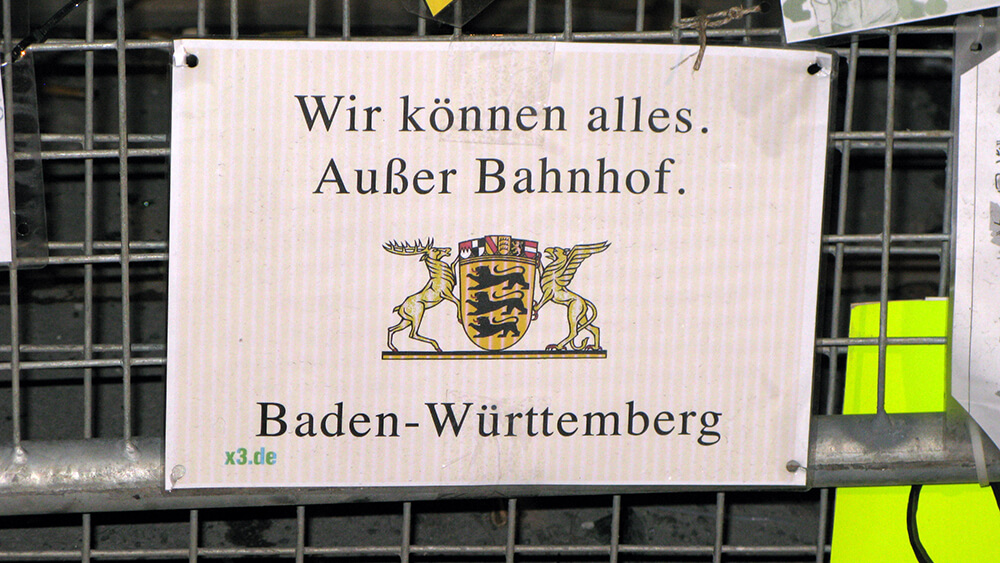 Wir können alles.
Außer Bahnhof.
Baden-Württemberg
x3.de